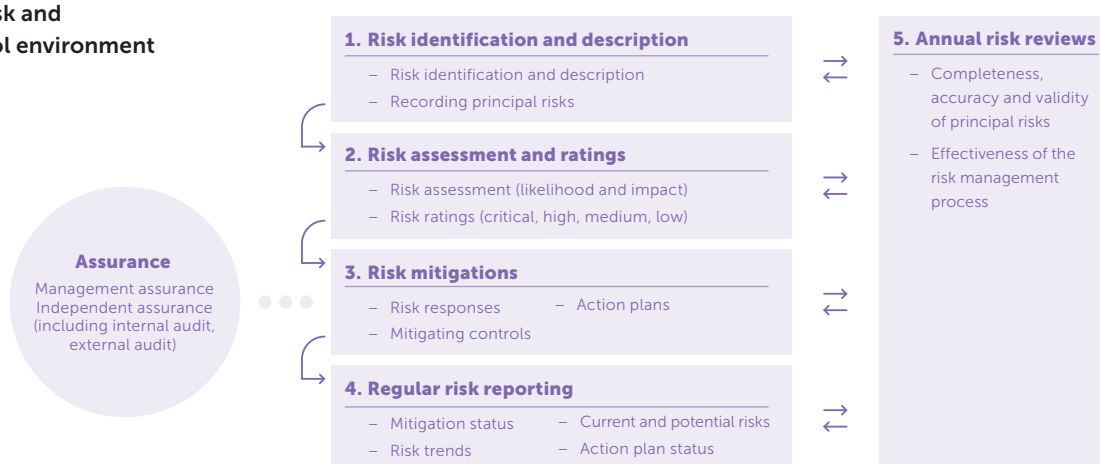 sk and
ol environment
Assurance
Management assurance
Independent assurance
(including internal audit,
external audit)
1. Risk identification and description
– Risk identification and description
– Recording principal risks
2. Risk assessment and ratings
– Risk assessment (likelihood and impact)
– Risk ratings (critical, high, medium, low)
3. Risk mitigations
– Risk responses
– Mitigating controls
– Action plans
4. Regular risk reporting
– Mitigation status
– Risk trends
– Current and potential risks
– Action plan status
5. Annual risk reviews
– Completeness,
accuracy and validity
of principal risks
– Effectiveness of the
risk management
process